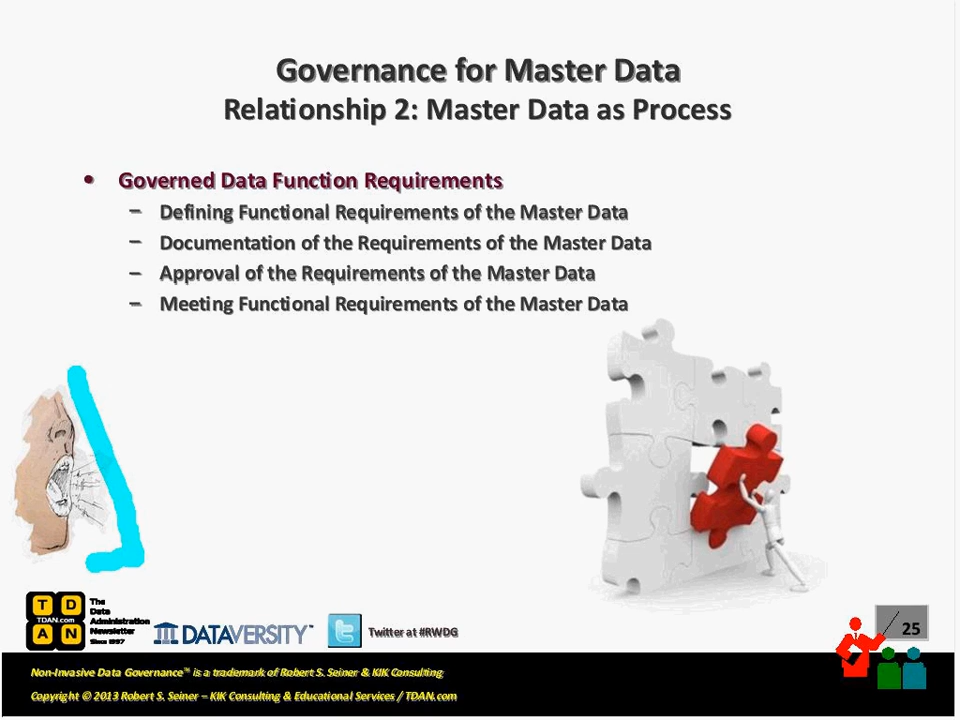 Governance for Master Data
Relationship 2: Master Data as Process
• Governed Data Function Requirements
– Defining Functional Requirements of the Master Data
– Documentation of the Requirements of the Master Data
– Approval of the Requirements of the Master Data
– Meeting Functional Requirements of the Master Data
T D
TDAN.com
A N
The
Data
Administration
Newsletter
Since 1997
DATAVERSITY™
Twitter at #RWDG
25
Non-Invasive Data Governance™ is a trademark of Robert S. Seiner & KIK Consulting
Copyright © 2013 Robert S. Seiner – KIK Consulting & Educational Services / TDAN.com